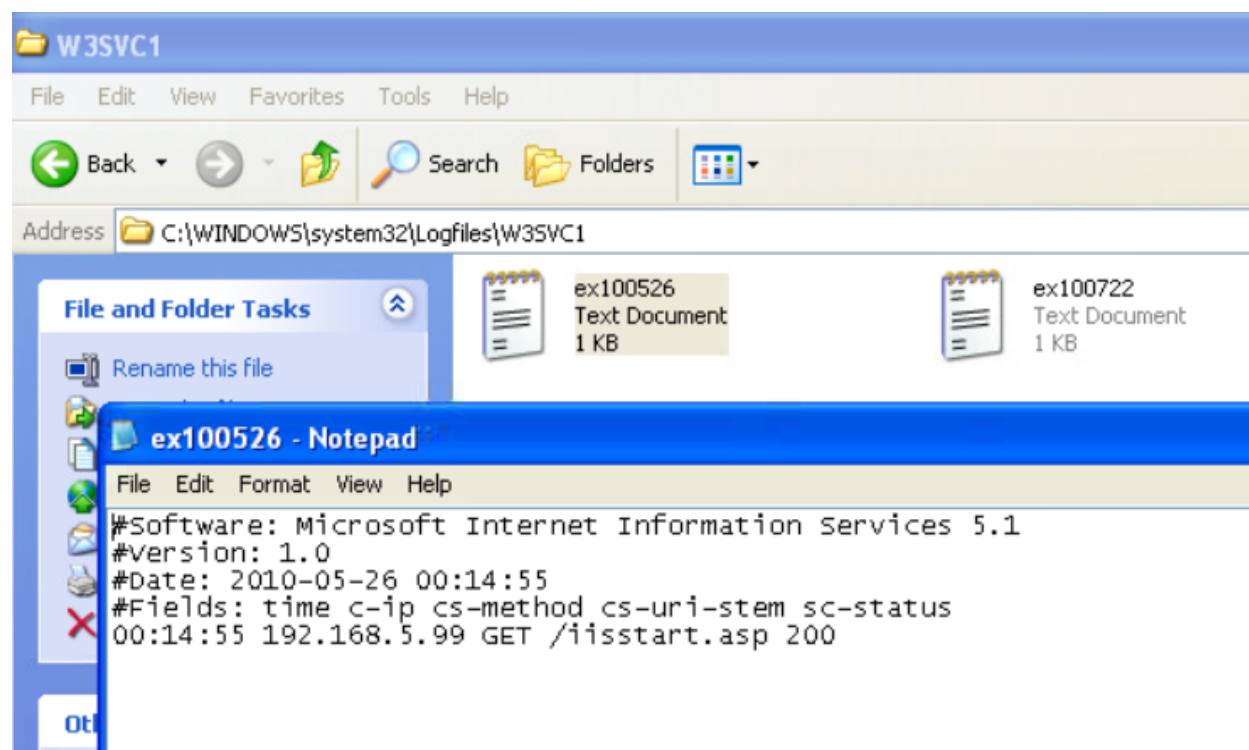 W3SVC1
File Edit View Favorites Tools Help
Back Search Folders
Address C:\WINDOWS\system32\Logfiles\W3SVC1
File and Folder Tasks
Rename this file
ex100526
Text Document
1 KB
ex100722
Text Document
1 KB
ex100526 - Notepad
File Edit Format View Help
#Software: Microsoft Internet Information Services 5.1
#Version: 1.0
#Date: 2010-05-26 00:14:55
#Fields: time c-ip cs-method cs-uri-stem sc-status
00:14:55 192.168.5.99 GET /iisstart.asp 200